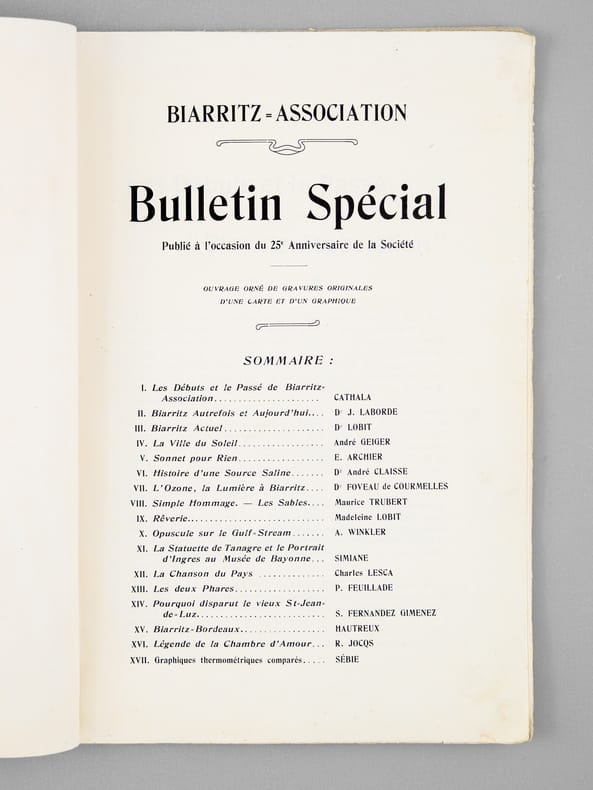 BIARRITZ = ASSOCIATION
Bulletin Spécial
Publié à l'occasion du 25e Anniversaire de la Société
OUVRAGE ORNÉ DE GRAVURES ORIGINALES
D'UNE CARTE ET D'UN GRAPHIQUE
SOMMAIRE :
I. Les Débuts et le Passé de Biarritz-
Association...................... CATHALA
II. Biarritz Autrefois et Aujourd'hui.... Dr J. LABORDE
III. Biarritz Actuel..................... Dr LOBIT
IV. La Ville du Soleil.................. André GEIGER
V. Sonnet pour Rien.................. E. ARCHIER
VI. Histoire d'une Source Saline....... Dr André CLAISSE
VII. L'Ozone, la Lumière à Biarritz.... Dr FOVEAU de COURMELLES
VIII. Simple Hommage. — Les Sables.... Maurice TRUBERT
IX. Rêverie............................ Madeleine LOBIT
X. Opuscule sur le Gulf-Stream....... A. WINKLER
XI. La Statuette de Tanagre et le Portrait
d'Ingres au Musée de Bayonne... SIMIANE
XII. La Chanson du Pays .............. Charles LESCA
XIII. Les deux Phares................... P. FEUILLADE
XIV. Pourquoi disparut le vieux St-Jean-
de-Luz......................... S. FERNANDEZ GIMENEZ
XV. Biarritz-Bordeaux.................. HAUTREUX
XVI. Légende de la Chambre d'Amour... R. JOCQS
XVII. Graphiques thermométriques comparés..... SÉBIE